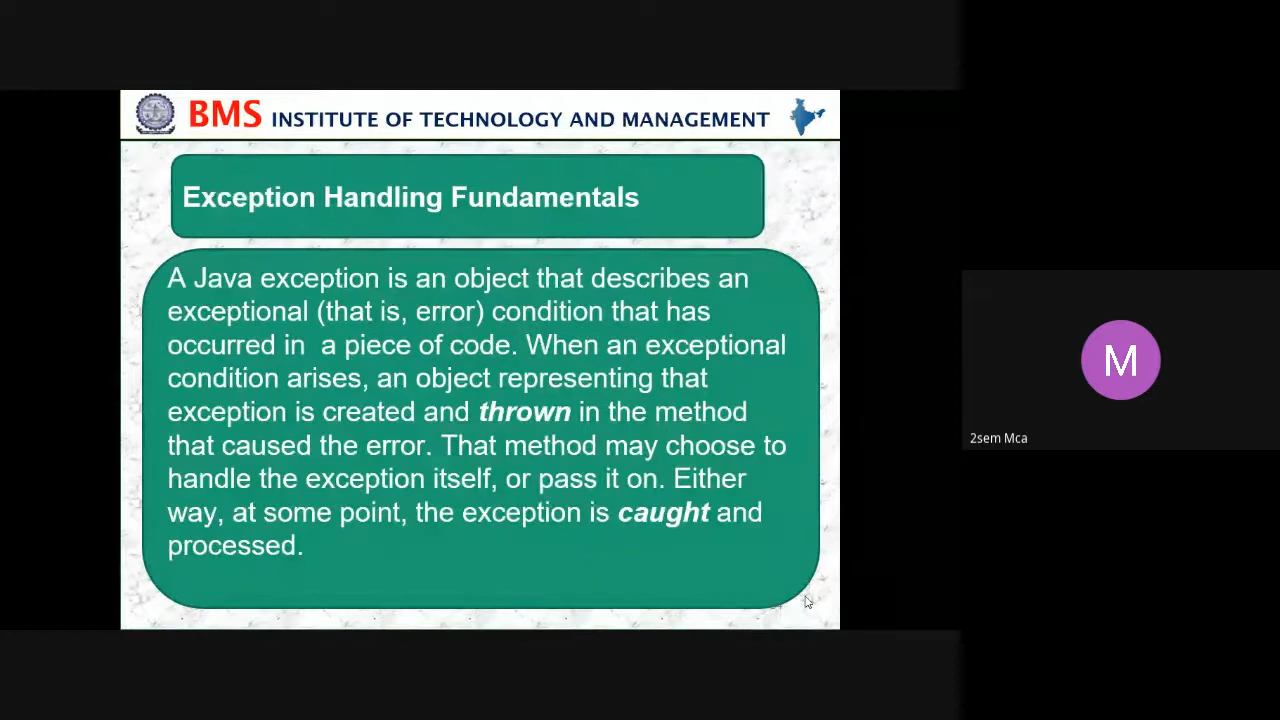 BMS INSTITUTE OF TECHNOLOGY AND MANAGEMENT
Exception Handling Fundamentals
A Java exception is an object that describes an
exceptional (that is, error) condition that has
occurred in  a piece of code. When an exceptional
condition arises, an object representing that
exception is created and thrown in the method
that caused the error. That method may choose to
handle the exception itself, or pass it on. Either
way, at some point, the exception is caught and
processed.
M
2sem Mca